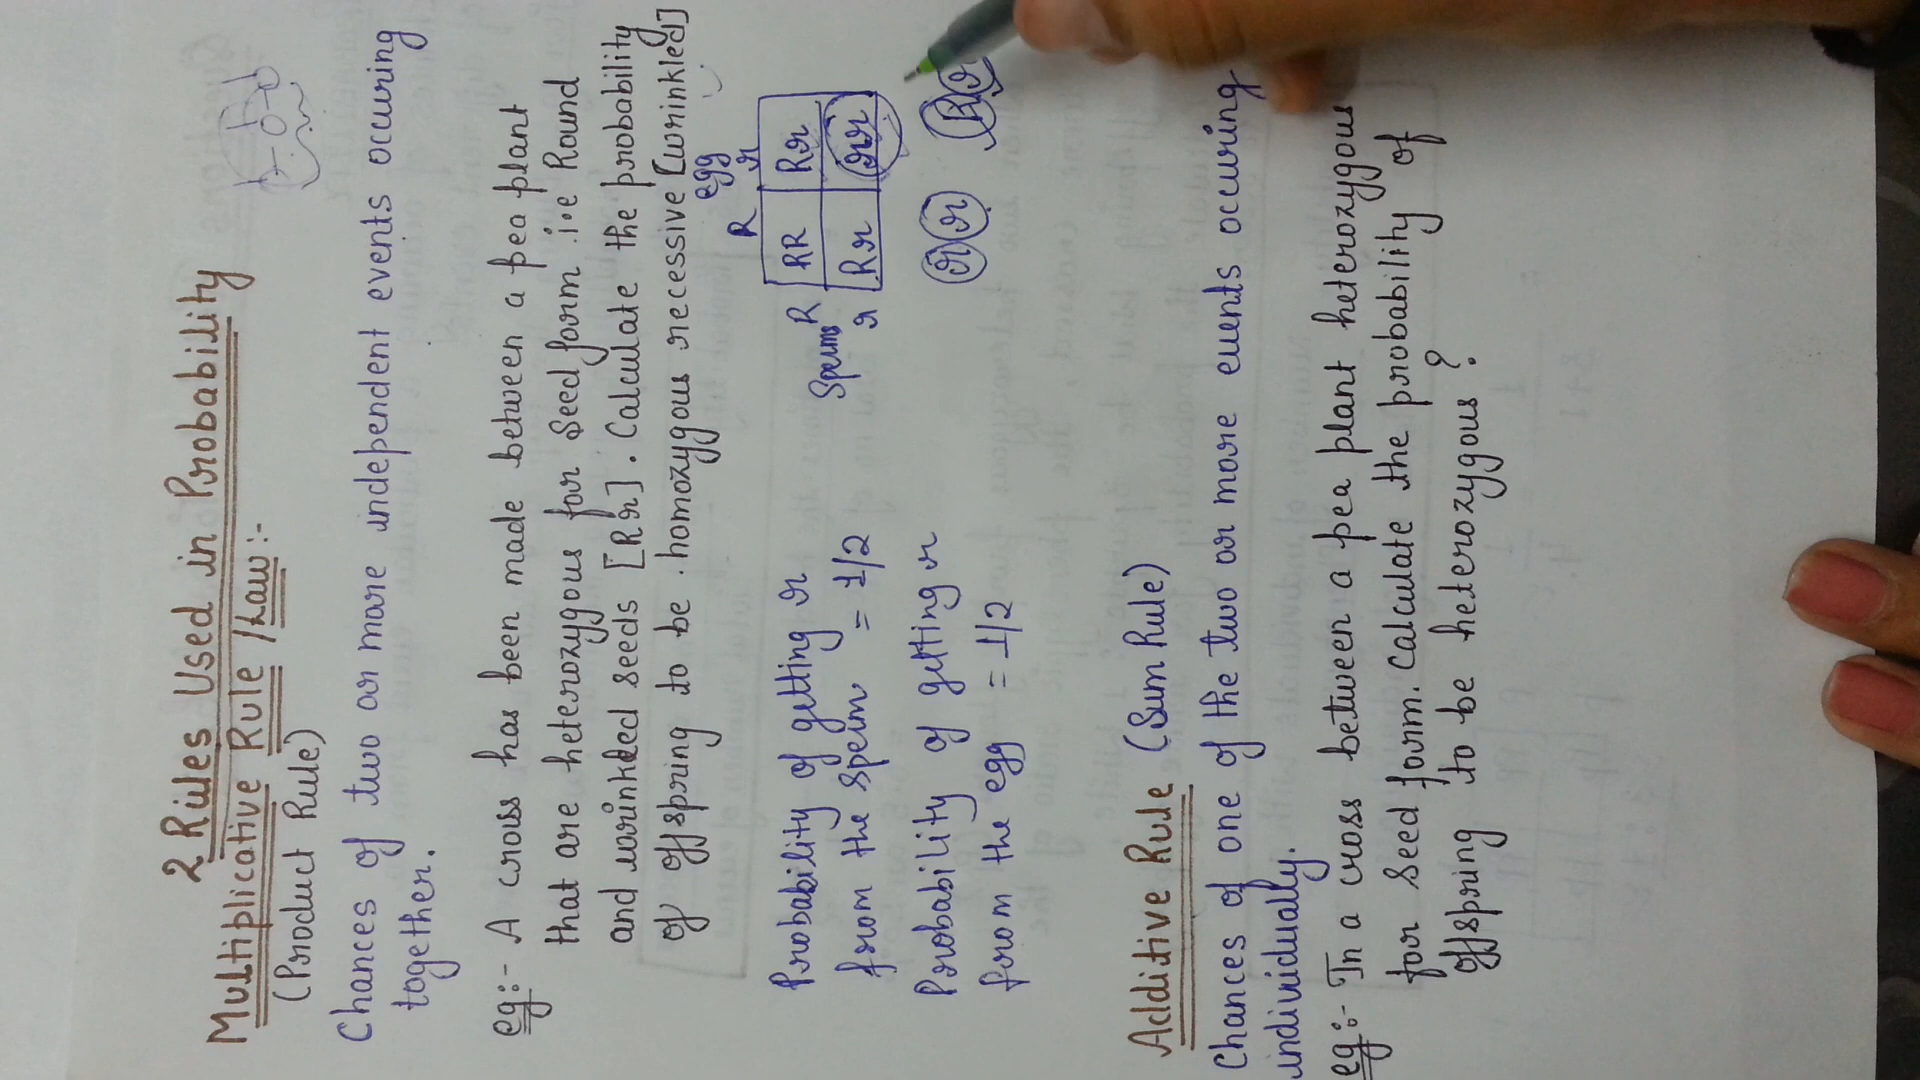 2 Rules Used in Probability
Multiplicative Rule /Law:-
(Product Rule)
Chances of two or more independent events occuring
together.
eg:- A cross has been made between a pea plant
that are heterozygous for Seed form i.e Round
and wrinkled seeds [Rr]. Calculate the probability
of offspring to be homozygous recessive [wrinkled]
egg
R r
Sperms R RR Rr
r Rr rr
Probability of getting r
from the sperm = 1/2
r r R r
Probability of getting r
from the egg = 1/2
Additive Rule (Sum Rule)
Chances of one of the two or more events occuring
individualy.
eg:- In a cross between a pea plant heterozygous
for Seed form. Calculate the probability of
offspring to be heterozygous?